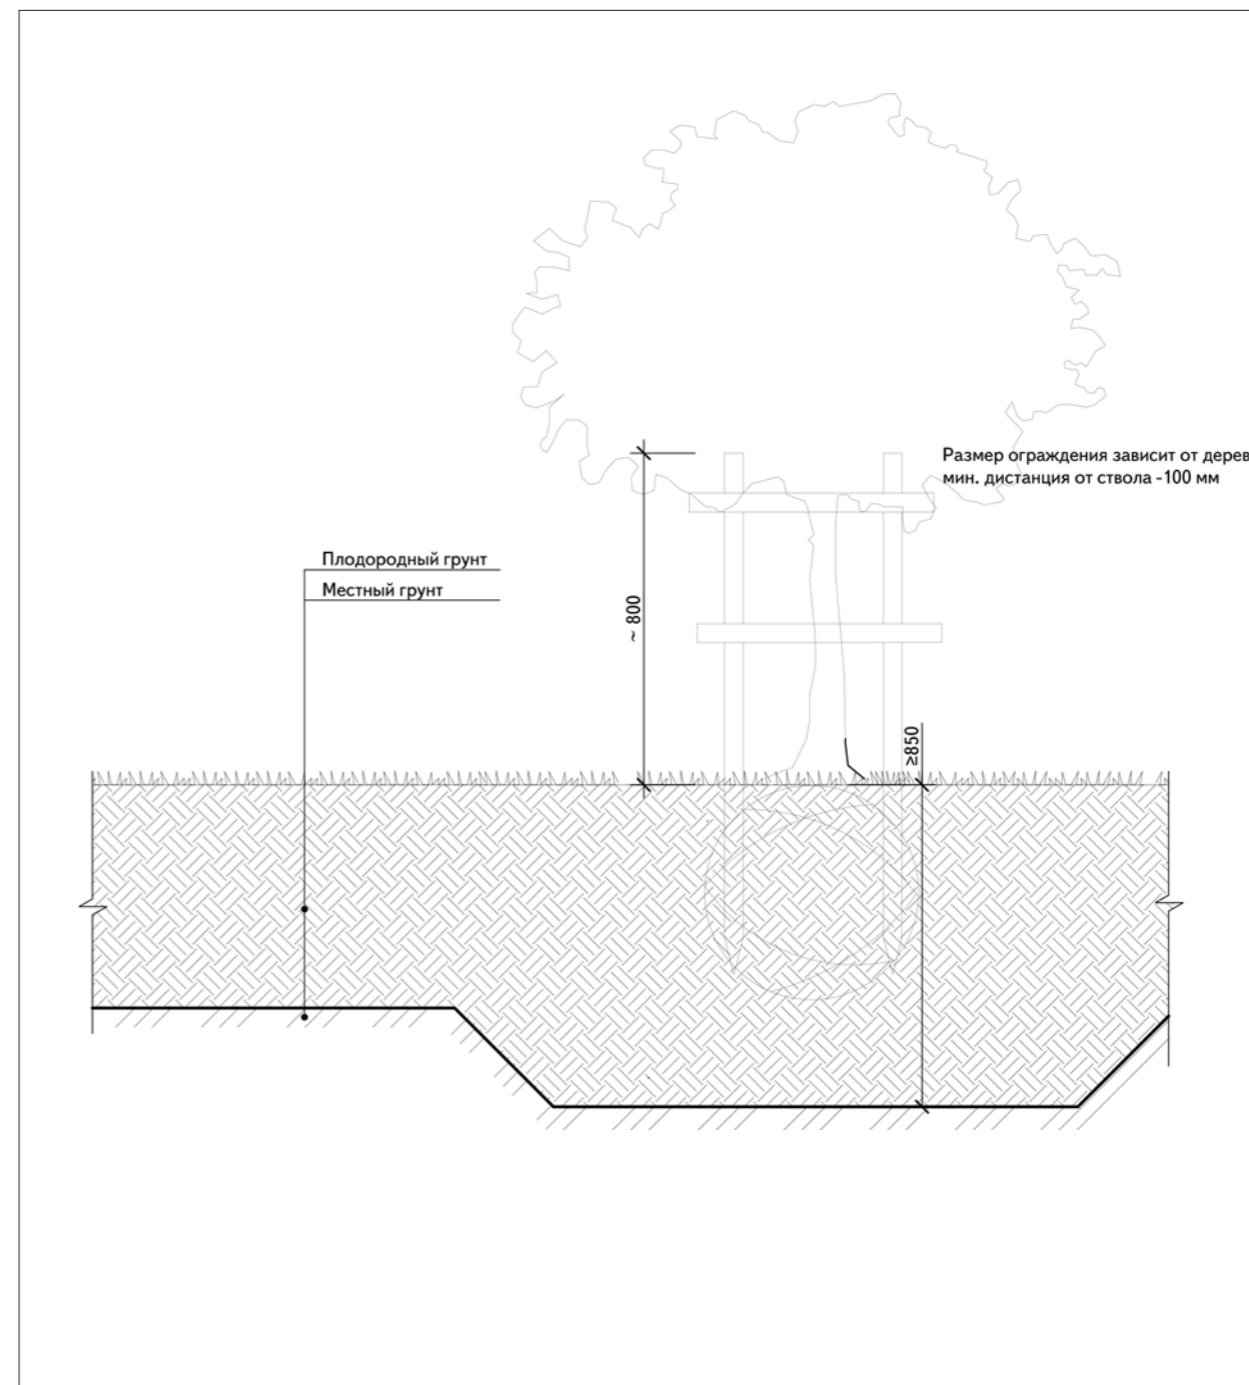 Размер ограждения зависит от дерев
мин. дистанция от ствола -100 мм
Плодородный грунт
Местный грунт
~ 800
≥850